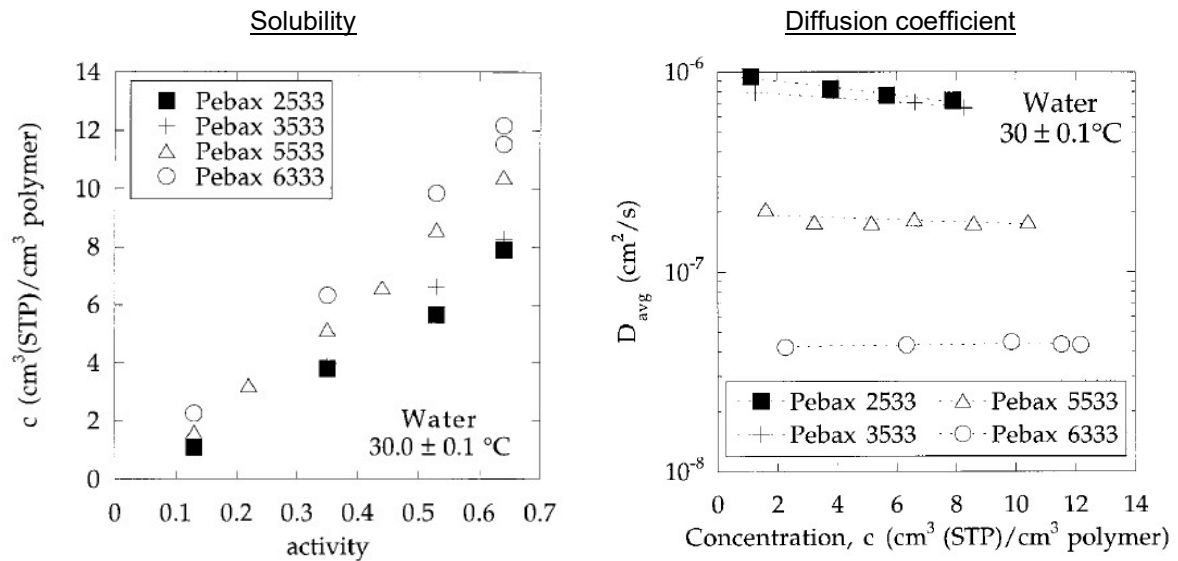 Solubility
14
12
10
8
6
4
2
0
c (cm³(STP)/cm³ polymer)
Pebax 2533
Pebax 3533
Pebax 5533
Pebax 6333
Water
30.0 ± 0.1 °C
0 0.1 0.2 0.3 0.4 0.5 0.6 0.7
activity
Diffusion coefficient
10⁻⁶
10⁻⁷
10⁻⁸
D_avg (cm²/s)
Water
30 ± 0.1°C
Pebax 2533 Pebax 5533
Pebax 3533 Pebax 6333
0 2 4 6 8 10 12 14
Concentration, c (cm³ (STP)/cm³ polymer)